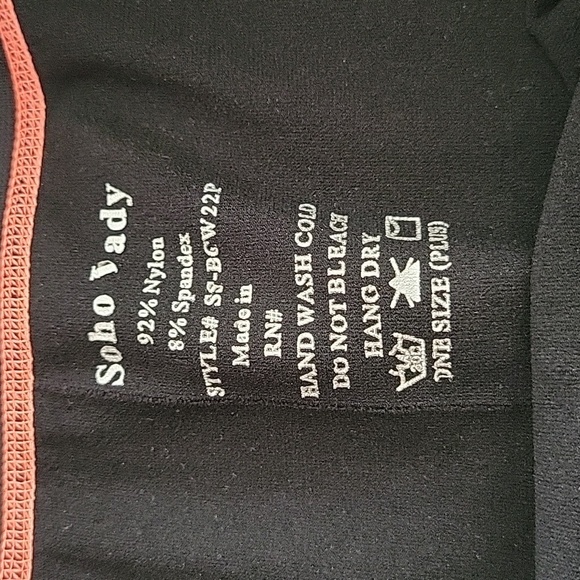 Soho Lady
92% Nylon
8% Spandex
STYLE# SF-BCW22P
Made in
RN#
HAND WASH COLD
DO NOT BLEACH
HANG DRY
ONE SIZE (PLUS)